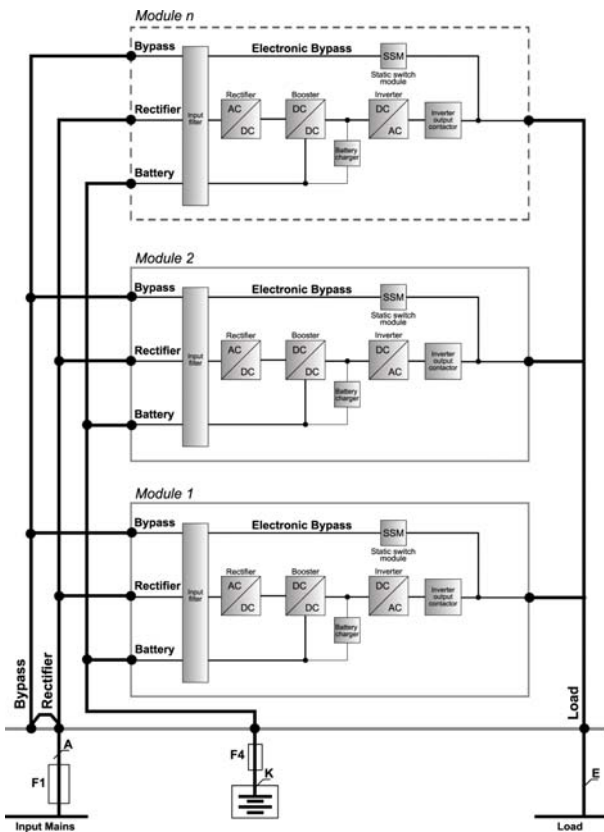 Module n
Bypass
Electronic Bypass
SSM
Static switch
module
Rectifier
Input
filter
Rectifier
AC
DC
Booster
DC
DC
Inverter
DC
AC
Inverter
output
contactor
Battery
charger
Battery
Module 2
Bypass
Electronic Bypass
SSM
Static switch
module
Rectifier
Input
filter
Rectifier
AC
DC
Booster
DC
DC
Inverter
DC
AC
Inverter
output
contactor
Battery
charger
Battery
Module 1
Bypass
Electronic Bypass
SSM
Static switch
module
Rectifier
Input
filter
Rectifier
AC
DC
Booster
DC
DC
Inverter
DC
AC
Inverter
output
contactor
Battery
charger
Battery
Bypass
Rectifier
Load
A
F1
F4
K
E
Input Mains
Load